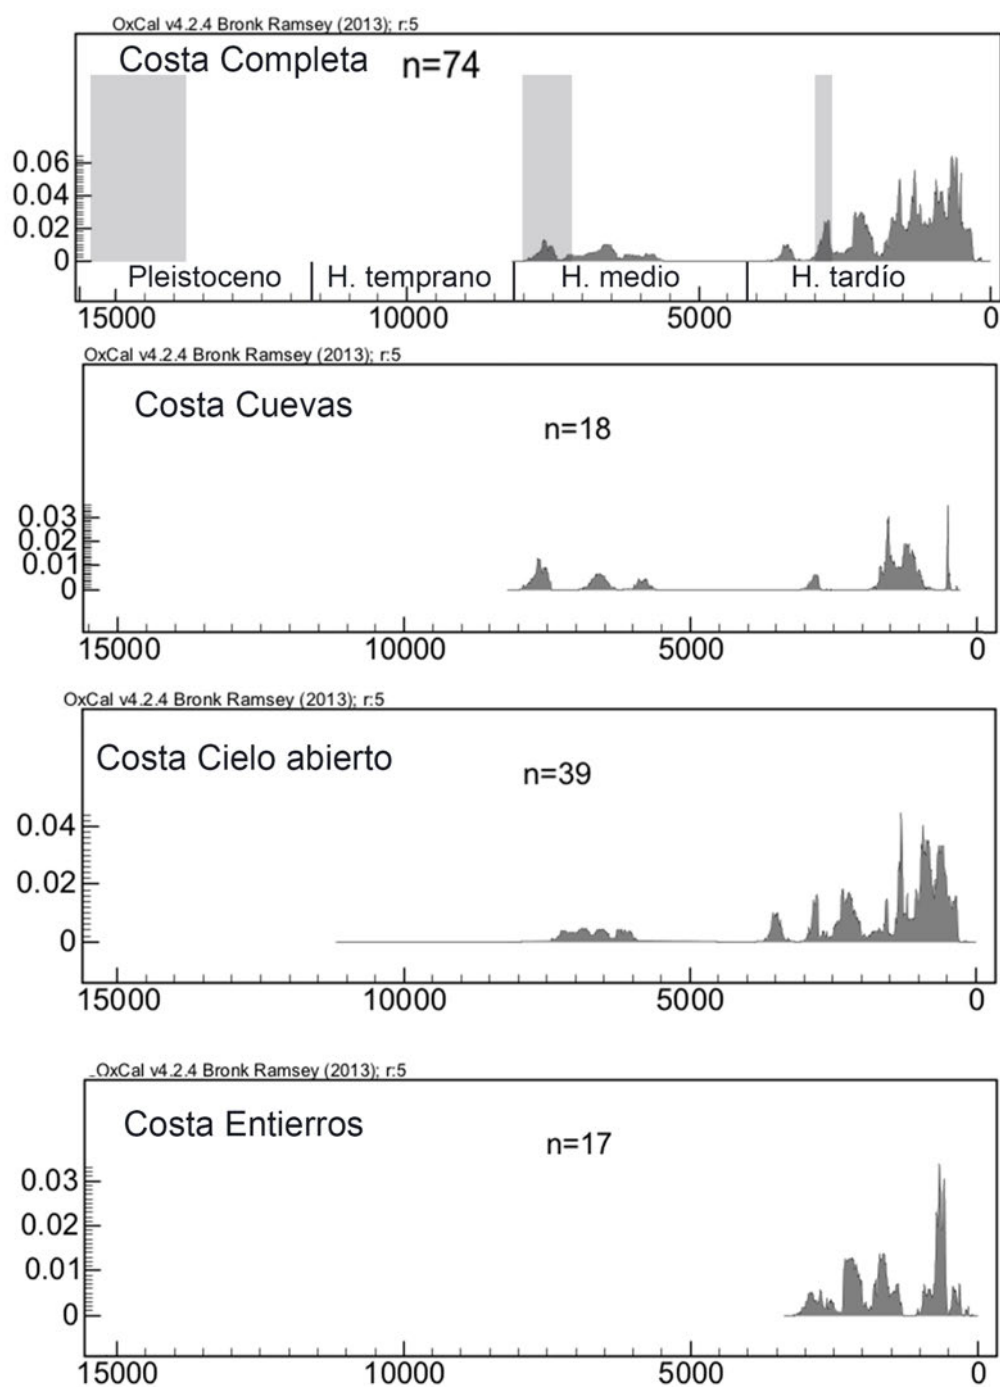 OxCal v4.2.4 Bronk Ramsey (2013); r:5
Costa Completa n=74
0.06
0.04
0.02
0
Pleistoceno H. temprano H. medio H. tardío
15000 10000 5000 0
OxCal v4.2.4 Bronk Ramsey (2013); r:5
Costa Cuevas
n=18
0.03
0.02
0.01
0
15000 10000 5000 0
OxCal v4.2.4 Bronk Ramsey (2013); r:5
Costa Cielo abierto
n=39
0.04
0.02
0
15000 10000 5000 0
OxCal v4.2.4 Bronk Ramsey (2013); r:5
Costa Entierros
n=17
0.03
0.02
0.01
0
15000 10000 5000 0